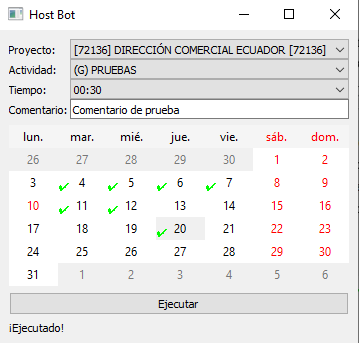 Host Bot
Proyecto: [72136] DIRECCIÓN COMERCIAL ECUADOR [72136]
Actividad: (G) PRUEBAS
Tiempo: 00:30
Comentario: Comentario de prueba
lun. mar. mié. jue. vie. sáb. dom.
26 27 28 29 30 1 2
3 4 5 6 7 8 9
10 11 12 13 14 15 16
17 18 19 20 21 22 23
24 25 26 27 28 29 30
31 1 2 3 4 5 6
Ejecutar
¡Ejecutado!